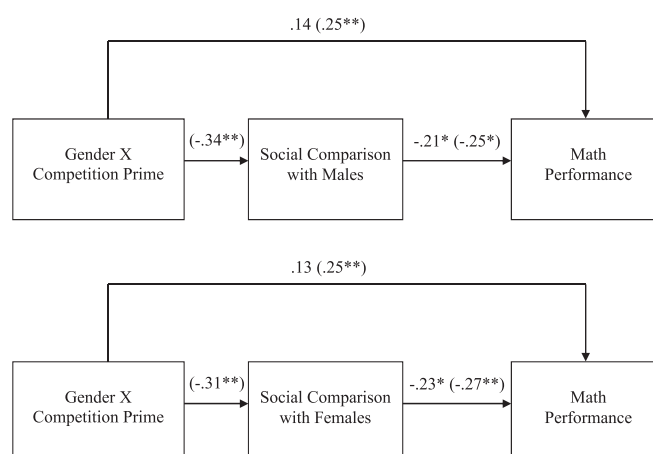 .14 (.25**)
Gender X
Competition Prime
(-.34**)
Social Comparison
with Males
-.21* (-.25*)
Math
Performance
.13 (.25**)
Gender X
Competition Prime
(-.31**)
Social Comparison
with Females
-.23* (-.27**)
Math
Performance